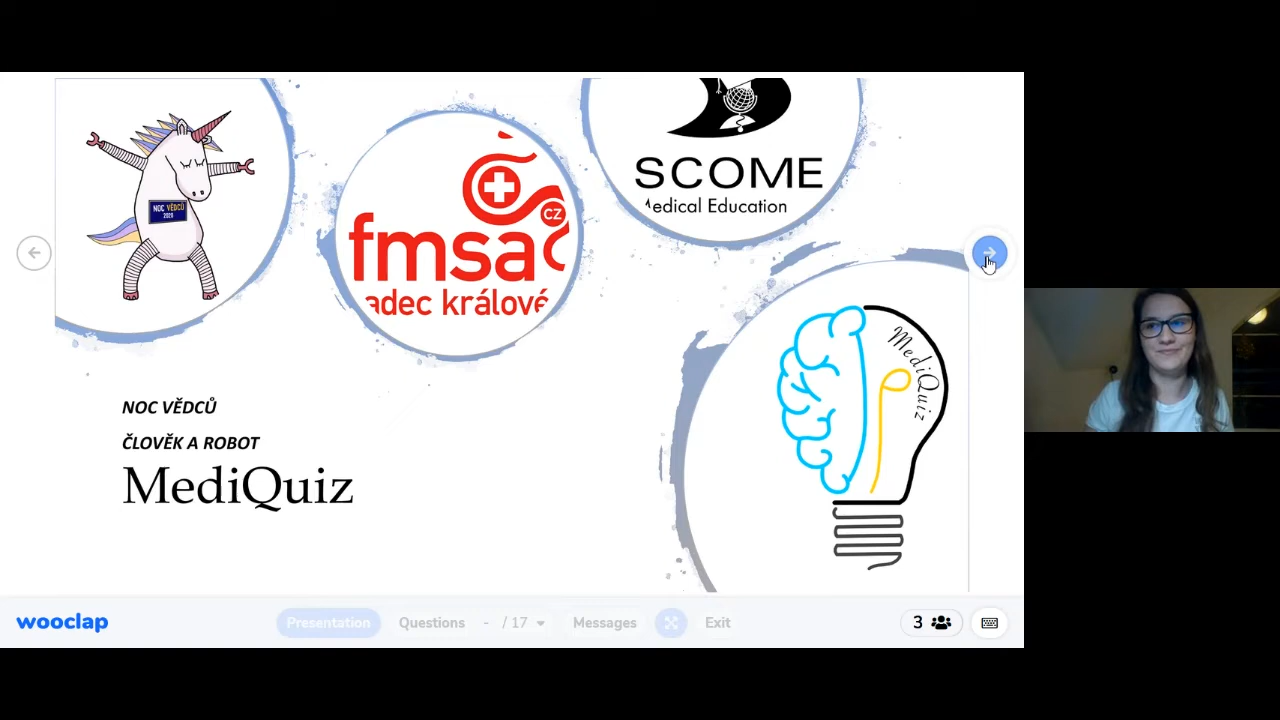 NOC VĚDCŮ
2020
fmsa
CZ
adec králové
SCOME
Medical Education
MediQuiz
NOC VĚDCŮ
ČLOVĚK A ROBOT
MediQuiz
wooclap
Presentation
Questions - / 17
Messages
Exit
3